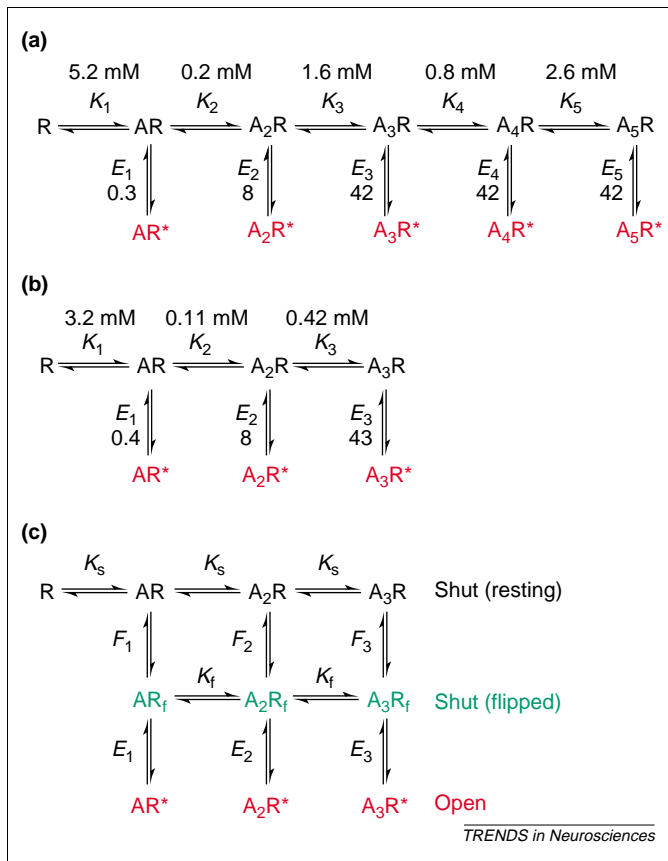 (a)
5.2 mM 0.2 mM 1.6 mM 0.8 mM 2.6 mM
K1 K2 K3 K4 K5
R AR A2R A3R A4R A5R
E1 E2 E3 E4 E5
0.3 8 42 42 42
AR* A2R* A3R* A4R* A5R*
(b)
3.2 mM 0.11 mM 0.42 mM
K1 K2 K3
R AR A2R A3R
E1 E2 E3
0.4 8 43
AR* A2R* A3R*
(c)
Ks Ks Ks
R AR A2R A3R Shut (resting)
F1 F2 F3
Kf Kf
ARf A2Rf A3Rf Shut (flipped)
E1 E2 E3
AR* A2R* A3R* Open
TRENDS in Neurosciences